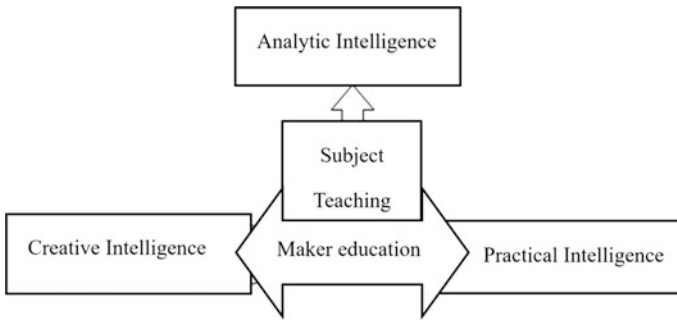 Analytic Intelligence
Subject
Teaching
Creative Intelligence
Maker education
Practical Intelligence